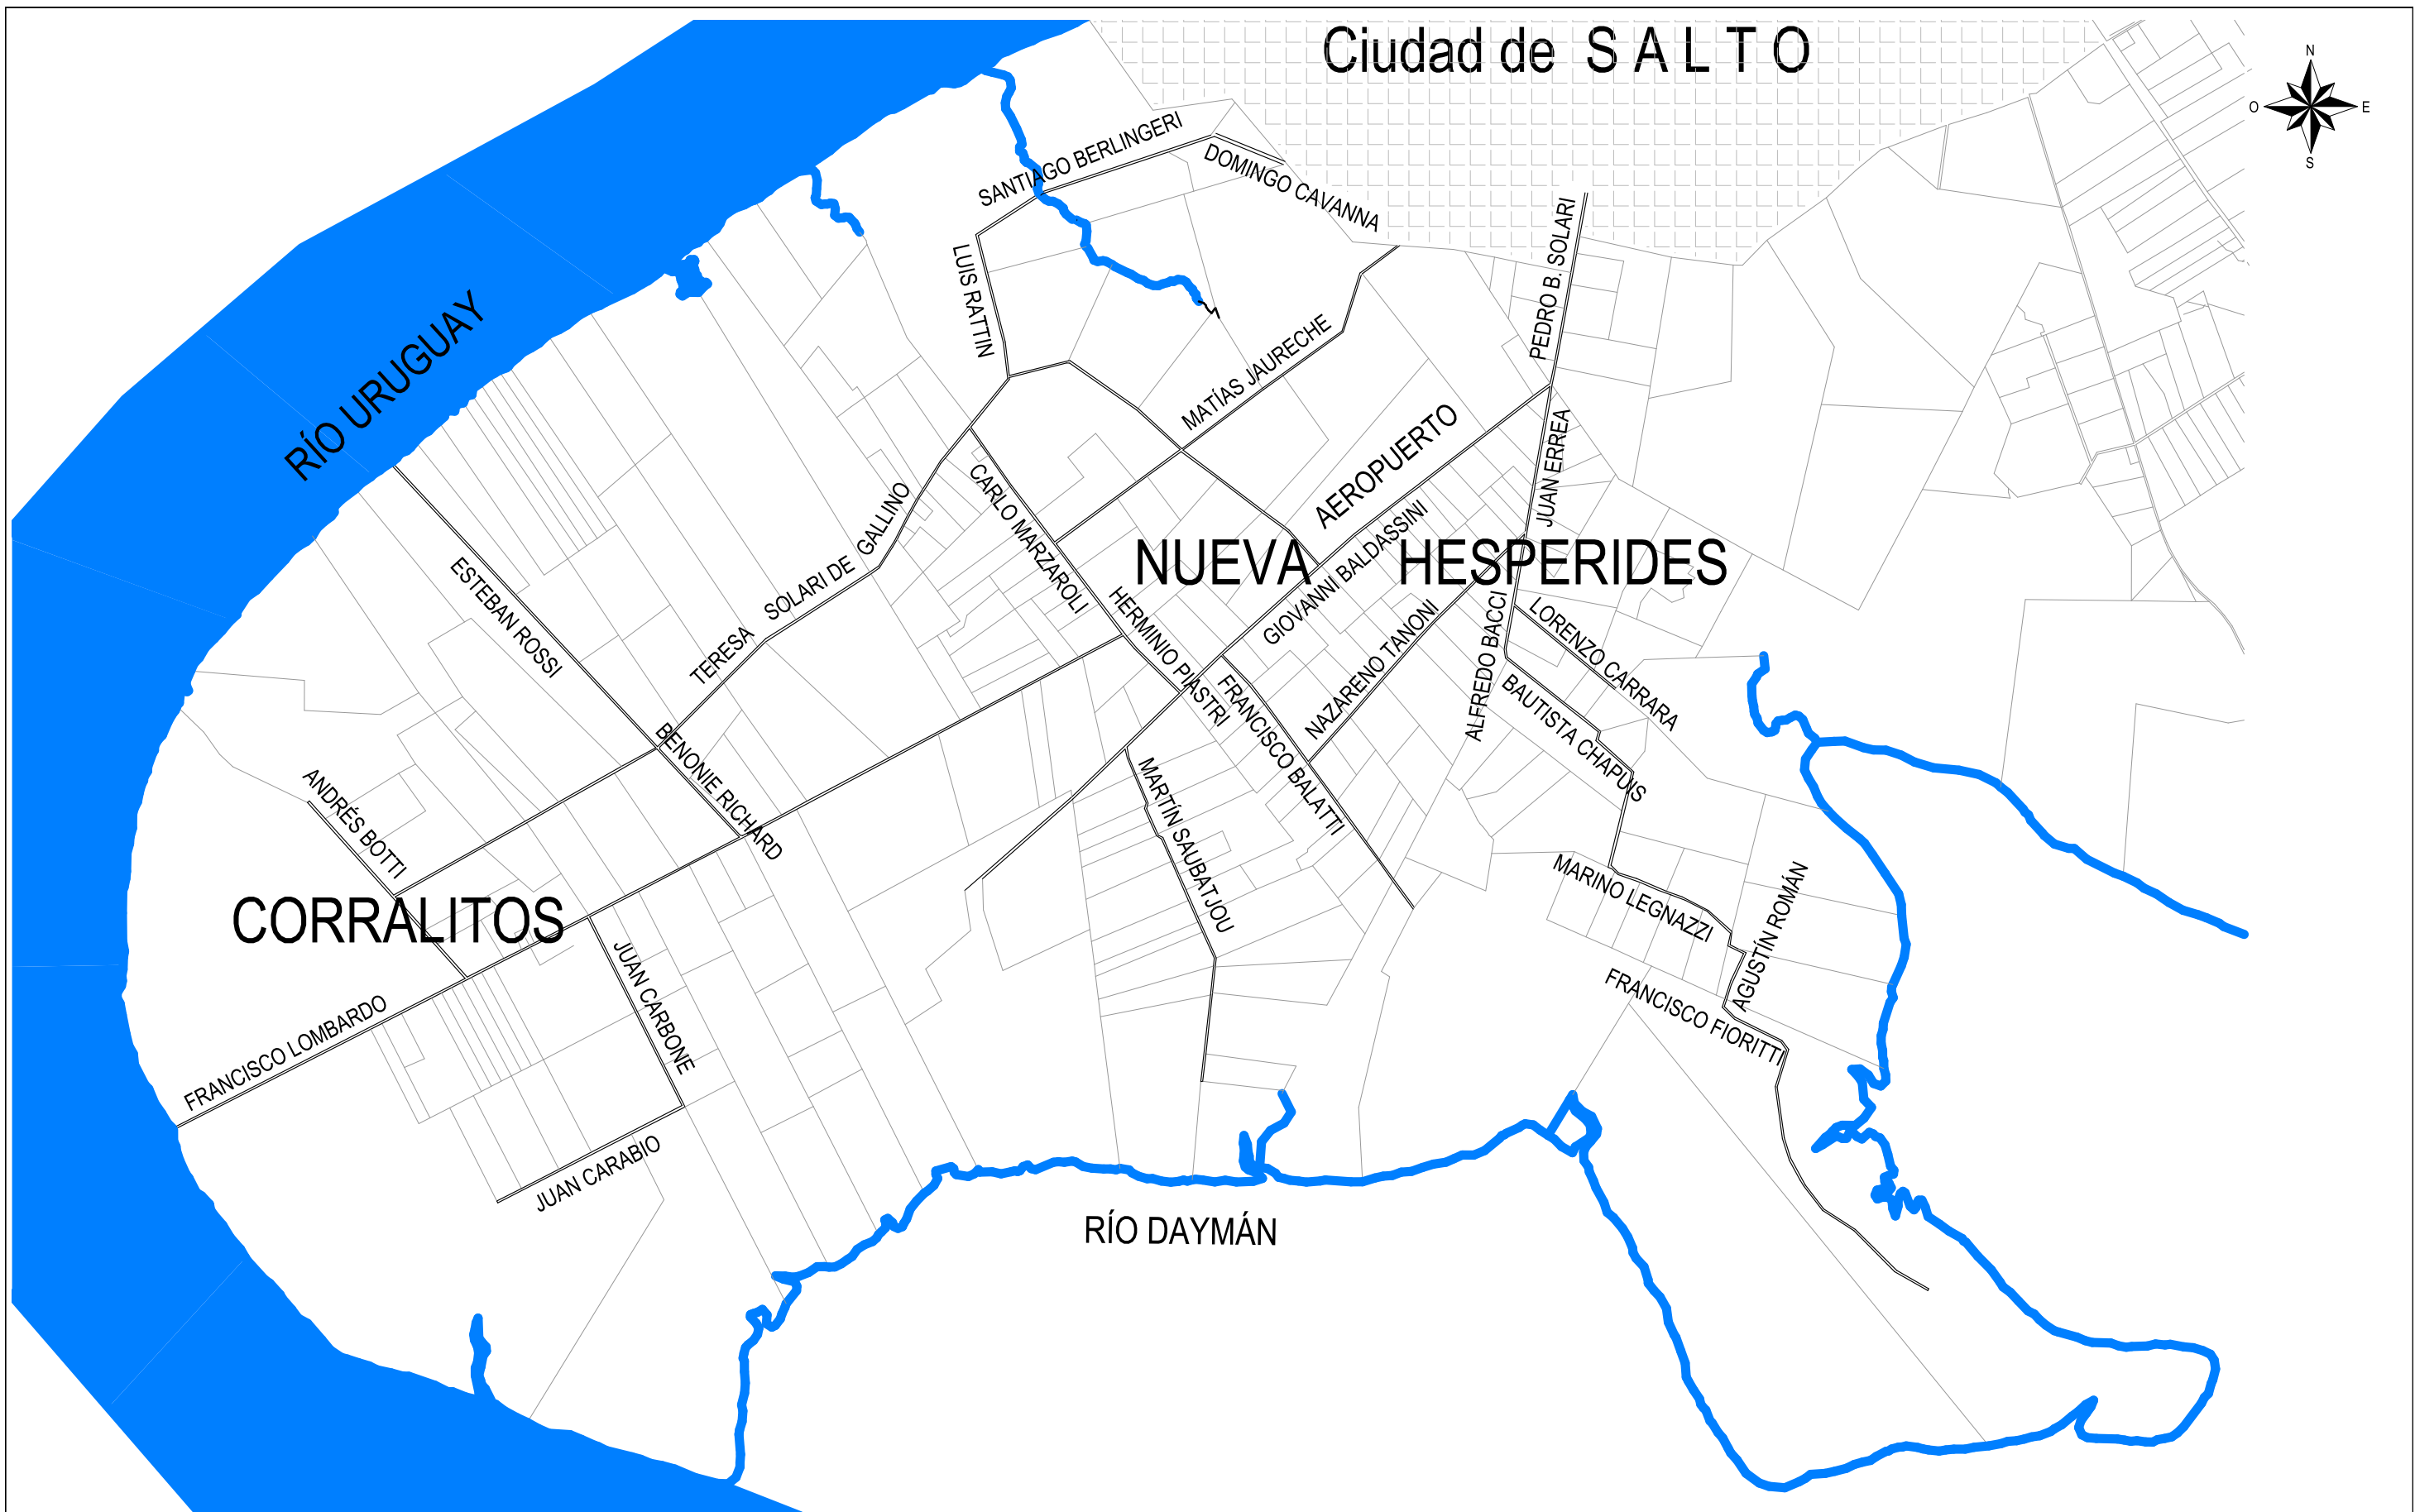 Ciudad de SALTO
N
O
E
S
SANTIAGO BERLINGERI
DOMINGO CAVANNA
PEDRO B. SOLARI
LUIS RATTIN
RÍO URUGUAY
MATÍAS JAURECHE
AEROPUERTO
JUAN ERREA
CARLO MARZAROLI
TERESA SOLARI DE GALLINO
NUEVA HESPERIDES
GIOVANNI BALDASSINI
ESTEBAN ROSSI
HERMINIO PIASTRI
NAZARENO TANONI
ALFREDO BACCI
LORENZO CARRARA
FRANCISCO BALATTI
BAUTISTA CHAPUIS
BENONIE RICHARD
ANDRÉS BOTTI
MARTÍN SAUBATJOU
MARINO LEGNAZZI
AGUSTÍN ROMÁN
CORRALITOS
JUAN CARBONE
FRANCISCO LOMBARDO
FRANCISCO FIORITTI
JUAN CARABIO
RÍO DAYMÁN